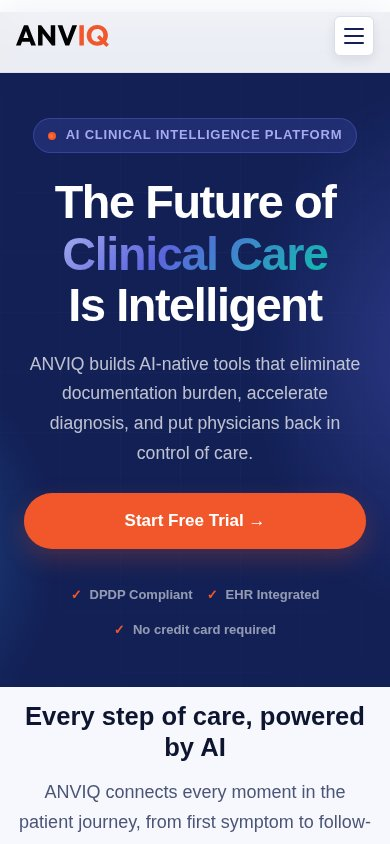 ANVIQ
AI CLINICAL INTELLIGENCE PLATFORM
The Future of
Clinical Care
Is Intelligent
ANVIQ builds AI-native tools that eliminate
documentation burden, accelerate
diagnosis, and put physicians back in
control of care.
Start Free Trial →
✓ DPDP Compliant ✓ EHR Integrated
✓ No credit card required
Every step of care, powered
by AI
ANVIQ connects every moment in the
patient journey, from first symptom to follow-